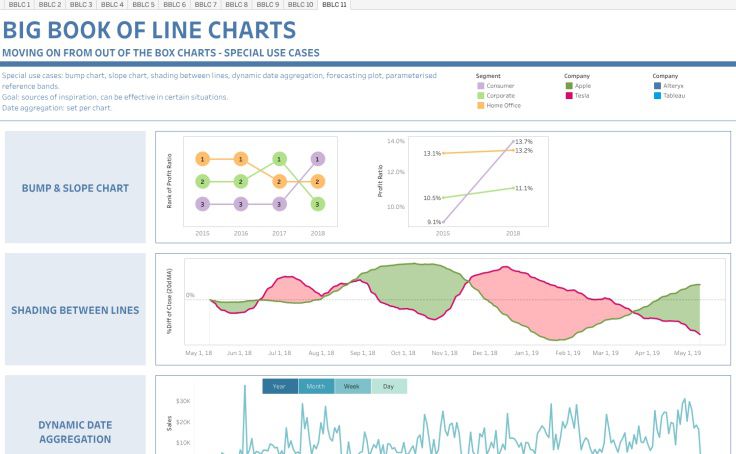 BBLC 1 BBLC 2 BBLC 3 BBLC 4 BBLC 5 BBLC 6 BBLC 7 BBLC 8 BBLC 9 BBLC 10 BBLC 11
BIG BOOK OF LINE CHARTS
MOVING ON FROM OUT OF THE BOX CHARTS - SPECIAL USE CASES
Special use cases: bump chart, slope chart, shading between lines, dynamic date aggregation, forecasting plot, parameterised
reference bands.
Goal: sources of inspiration, can be effective in certain situations.
Date aggregation: set per chart.
Segment
Consumer
Corporate
Home Office
Company
Apple
Tesla
Company
Alteryx
Tableau
BUMP & SLOPE CHART
Rank of Profit Ratio
1 1 1 1
2 2 2 2
3 3 3 3
2015 2016 2017 2018
Profit Ratio
14.0%
12.0%
10.0%
13.1%
10.5%
9.1%
13.7%
13.2%
11.1%
2015 2018
SHADING BETWEEN LINES
%Diff of Close (20dMA)
0%
May 1, 18 Jun 1, 18 Jul 1, 18 Aug 1, 18 Sep 1, 18 Oct 1, 18 Nov 1, 18 Dec 1, 18 Jan 1, 19 Feb 1, 19 Mar 1, 19 Apr 1, 19 May 1, 19
DYNAMIC DATE
AGGREGATION
Year Month Week Day
Sales
$30K
$20K
$10K